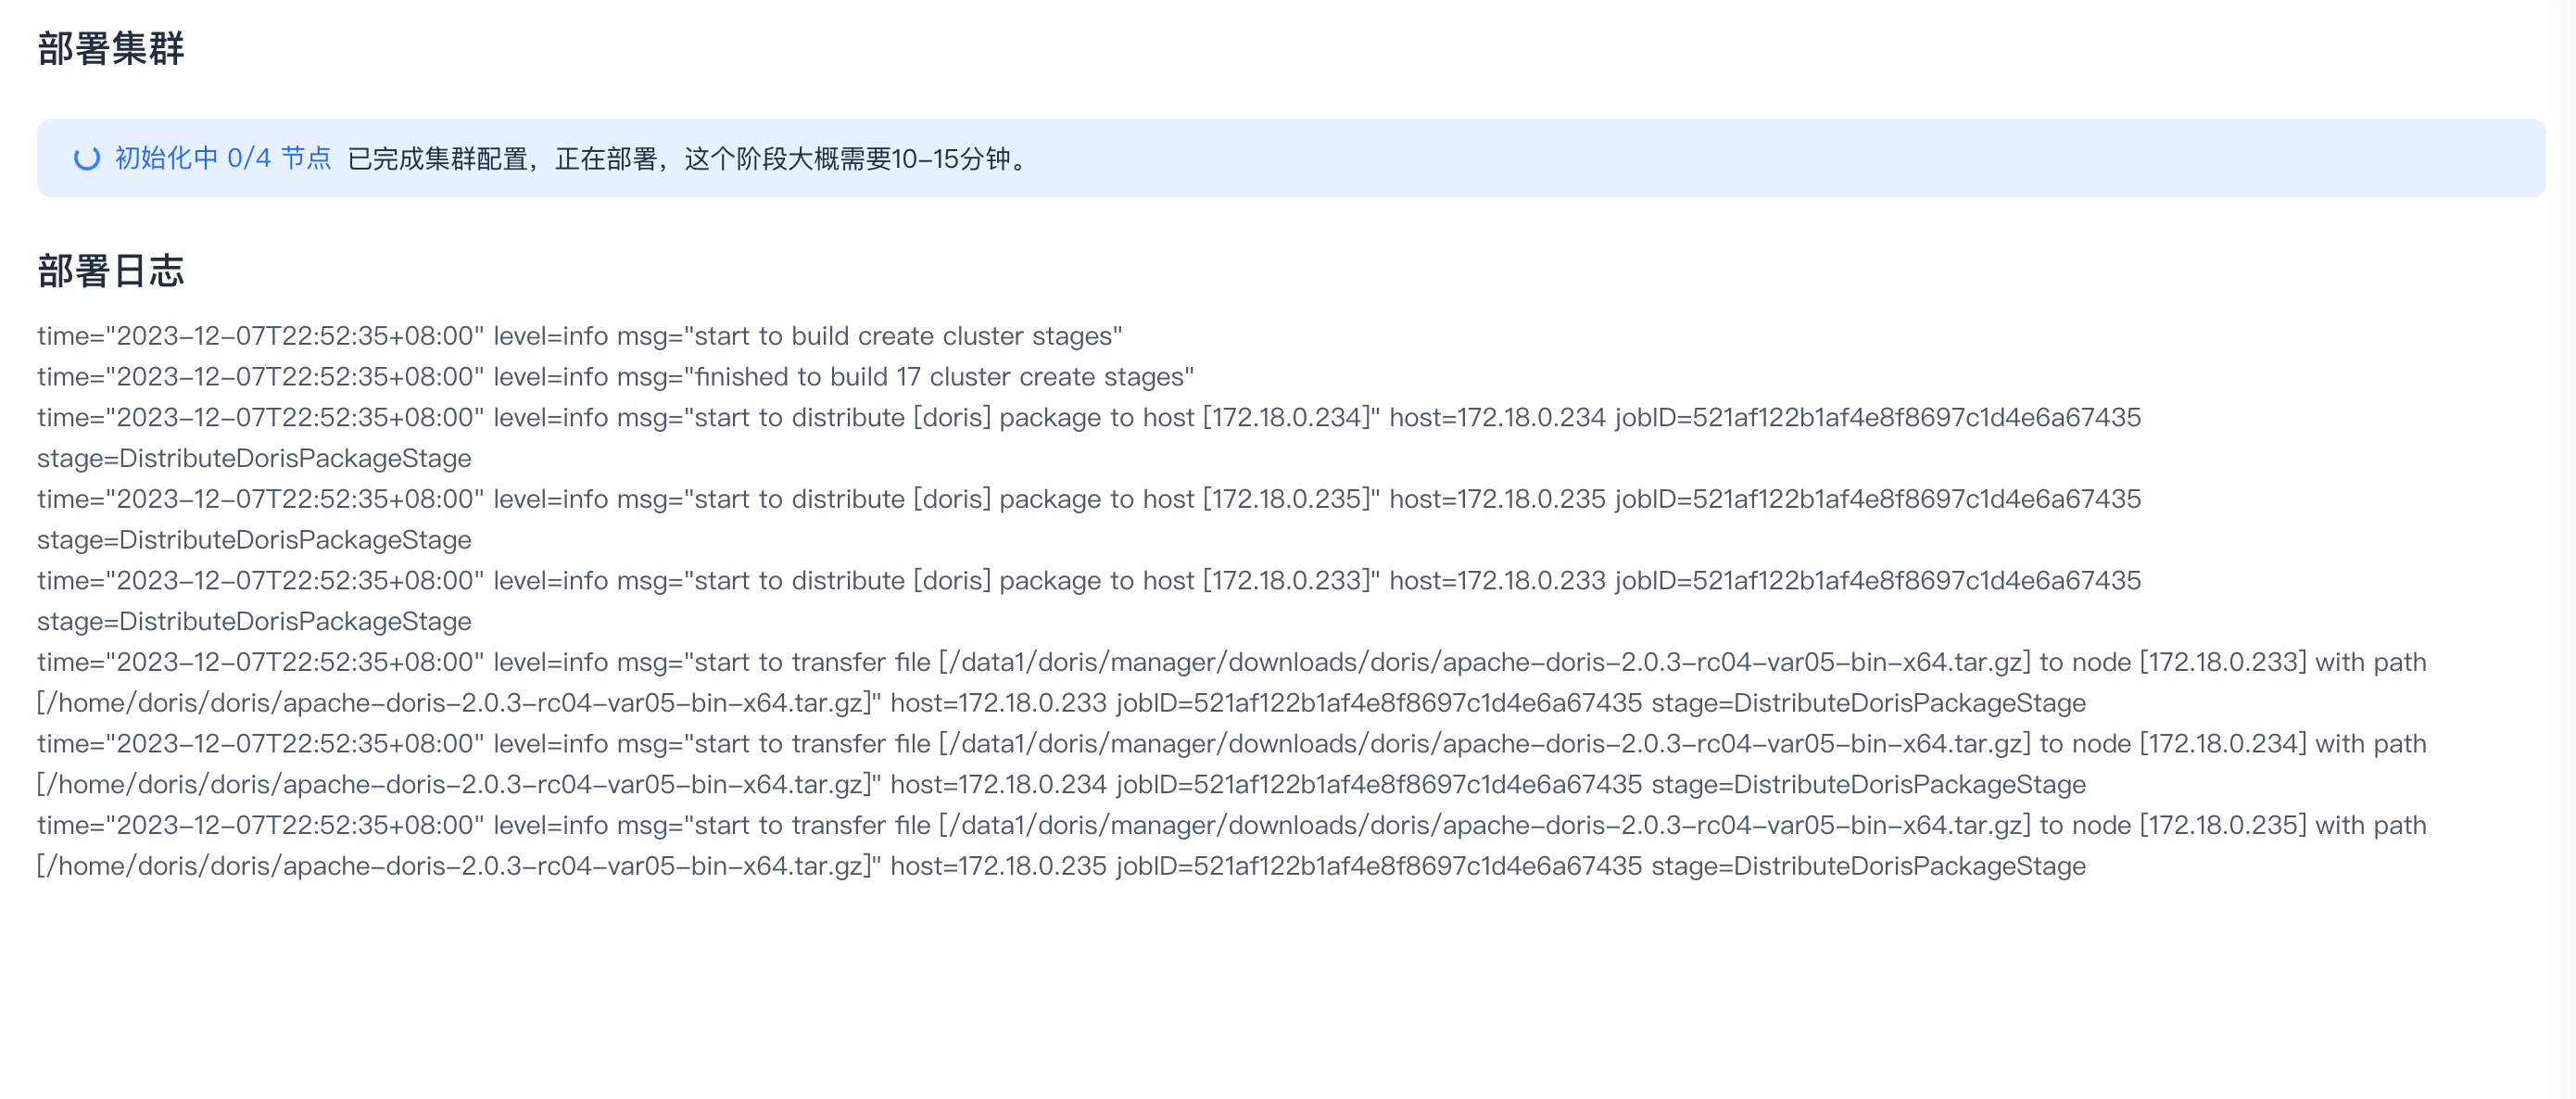 部署集群
初始化中 0/4 节点 已完成集群配置，正在部署，这个阶段大概需要10-15分钟。
部署日志
time="2023-12-07T22:52:35+08:00" level=info msg="start to build create cluster stages"
time="2023-12-07T22:52:35+08:00" level=info msg="finished to build 17 cluster create stages"
time="2023-12-07T22:52:35+08:00" level=info msg="start to distribute [doris] package to host [172.18.0.234]" host=172.18.0.234 jobID=521af122b1af4e8f8697c1d4e6a67435
stage=DistributeDorisPackageStage
time="2023-12-07T22:52:35+08:00" level=info msg="start to distribute [doris] package to host [172.18.0.235]" host=172.18.0.235 jobID=521af122b1af4e8f8697c1d4e6a67435
stage=DistributeDorisPackageStage
time="2023-12-07T22:52:35+08:00" level=info msg="start to distribute [doris] package to host [172.18.0.233]" host=172.18.0.233 jobID=521af122b1af4e8f8697c1d4e6a67435
stage=DistributeDorisPackageStage
time="2023-12-07T22:52:35+08:00" level=info msg="start to transfer file [/data1/doris/manager/downloads/doris/apache-doris-2.0.3-rc04-var05-bin-x64.tar.gz] to node [172.18.0.233] with path
[/home/doris/doris/apache-doris-2.0.3-rc04-var05-bin-x64.tar.gz]" host=172.18.0.233 jobID=521af122b1af4e8f8697c1d4e6a67435 stage=DistributeDorisPackageStage
time="2023-12-07T22:52:35+08:00" level=info msg="start to transfer file [/data1/doris/manager/downloads/doris/apache-doris-2.0.3-rc04-var05-bin-x64.tar.gz] to node [172.18.0.234] with path
[/home/doris/doris/apache-doris-2.0.3-rc04-var05-bin-x64.tar.gz]" host=172.18.0.234 jobID=521af122b1af4e8f8697c1d4e6a67435 stage=DistributeDorisPackageStage
time="2023-12-07T22:52:35+08:00" level=info msg="start to transfer file [/data1/doris/manager/downloads/doris/apache-doris-2.0.3-rc04-var05-bin-x64.tar.gz] to node [172.18.0.235] with path
[/home/doris/doris/apache-doris-2.0.3-rc04-var05-bin-x64.tar.gz]" host=172.18.0.235 jobID=521af122b1af4e8f8697c1d4e6a67435 stage=DistributeDorisPackageStage